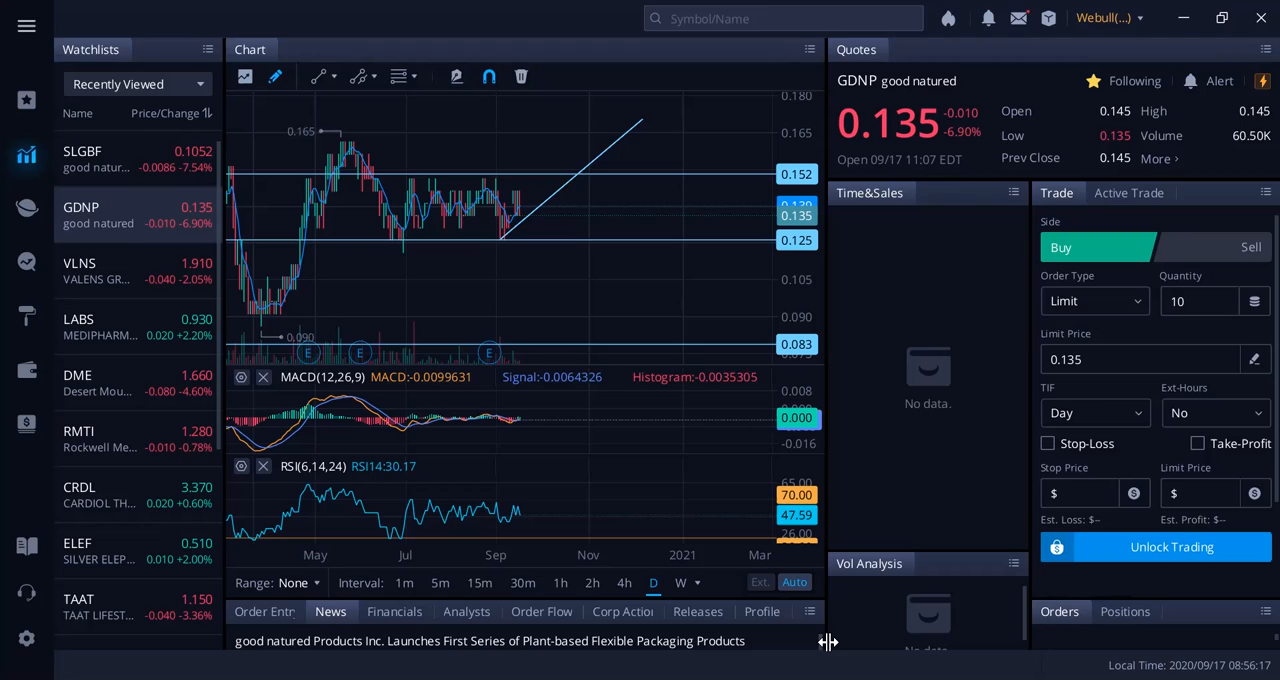 Symbol/Name
Webull(...)
Watchlists
Recently Viewed
Name Price/Change
SLGBF 0.1052
good natur... -0.0086 -7.54%
GDNP 0.135
good natured -0.010 -6.90%
VLNS 1.910
VALENS GR... -0.040 -2.05%
LABS 0.930
MEDIPHARM... 0.020 +2.20%
DME 1.660
Desert Mou... -0.080 -4.60%
RMTI 1.280
Rockwell Me... -0.010 -0.78%
CRDL 3.370
CARDIOL TH... 0.020 +0.60%
ELEF 0.510
SILVER ELEP... 0.010 +2.00%
TAAT 1.150
TAAT LIFEST... -0.040 -3.36%
Chart
0.180
0.165
0.165
0.152
0.135
0.125
0.105
0.090
0.090
0.083
E E E
MACD(12,26,9) MACD:-0.0099631 Signal:-0.0064326 Histogram:-0.0035305
0.008
0.000
-0.016
RSI(6,14,24) RSI14:30.17
65.00
70.00
47.59
26.00
May Jul Sep Nov 2021 Mar
Range: None Interval: 1m 5m 15m 30m 1h 2h 4h D W Ext. Auto
Order Entr News Financials Analysts Order Flow Corp Action Releases Profile
good natured Products Inc. Launches First Series of Plant-based Flexible Packaging Products
Quotes
GDNP good natured
Following Alert
0.135 -0.010
-6.90%
Open 09/17 11:07 EDT
Open 0.145 High 0.145
Low 0.135 Volume 60.50K
Prev Close 0.145 More ›
Time&Sales
No data.
Vol Analysis
Trade Active Trade
Side
Buy Sell
Order Type Quantity
Limit 10
Limit Price
0.135
TIF Ext-Hours
Day No
Stop-Loss Take-Profit
Stop Price Limit Price
$ $
Est. Loss: $-- Est. Profit: $--
Unlock Trading
Orders Positions
Local Time: 2020/09/17 08:56:17